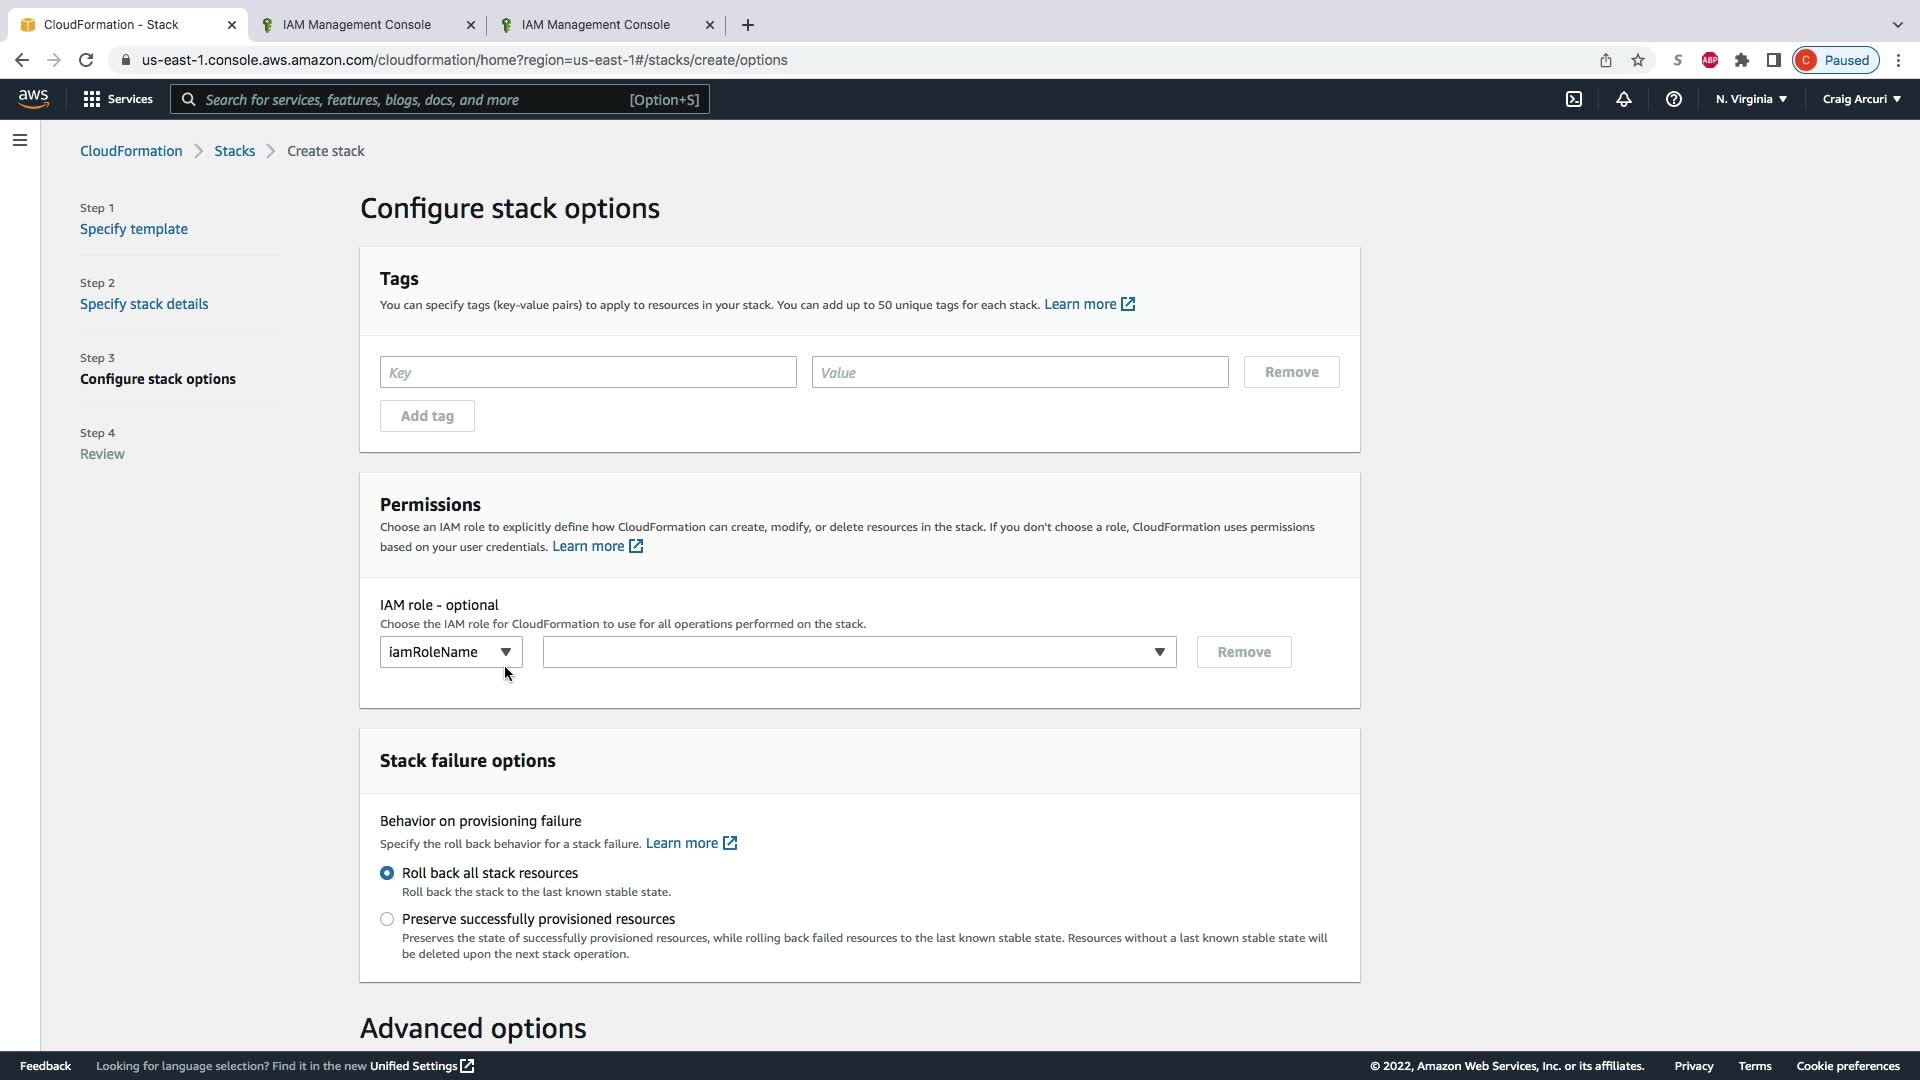 CloudFormation - Stack
IAM Management Console
IAM Management Console
us-east-1.console.aws.amazon.com/cloudformation/home?region=us-east-1#/stacks/create/options
S
ABP
C Paused
aws
Services
Search for services, features, blogs, docs, and more [Option+S]
N. Virginia
Craig Arcuri
CloudFormation
Stacks
Create stack
Step 1
Specify template
Step 2
Specify stack details
Step 3
Configure stack options
Step 4
Review
Configure stack options
Tags
You can specify tags (key-value pairs) to apply to resources in your stack. You can add up to 50 unique tags for each stack. Learn more
Key
Value
Remove
Add tag
Permissions
Choose an IAM role to explicitly define how CloudFormation can create, modify, or delete resources in the stack. If you don't choose a role, CloudFormation uses permissions
based on your user credentials. Learn more
IAM role - optional
Choose the IAM role for CloudFormation to use for all operations performed on the stack.
iamRoleName
Remove
Stack failure options
Behavior on provisioning failure
Specify the roll back behavior for a stack failure. Learn more
Roll back all stack resources
Roll back the stack to the last known stable state.
Preserve successfully provisioned resources
Preserves the state of successfully provisioned resources, while rolling back failed resources to the last known stable state. Resources without a last known stable state will
be deleted upon the next stack operation.
Advanced options
Feedback
Looking for language selection? Find it in the new Unified Settings
© 2022, Amazon Web Services, Inc. or its affiliates.
Privacy
Terms
Cookie preferences